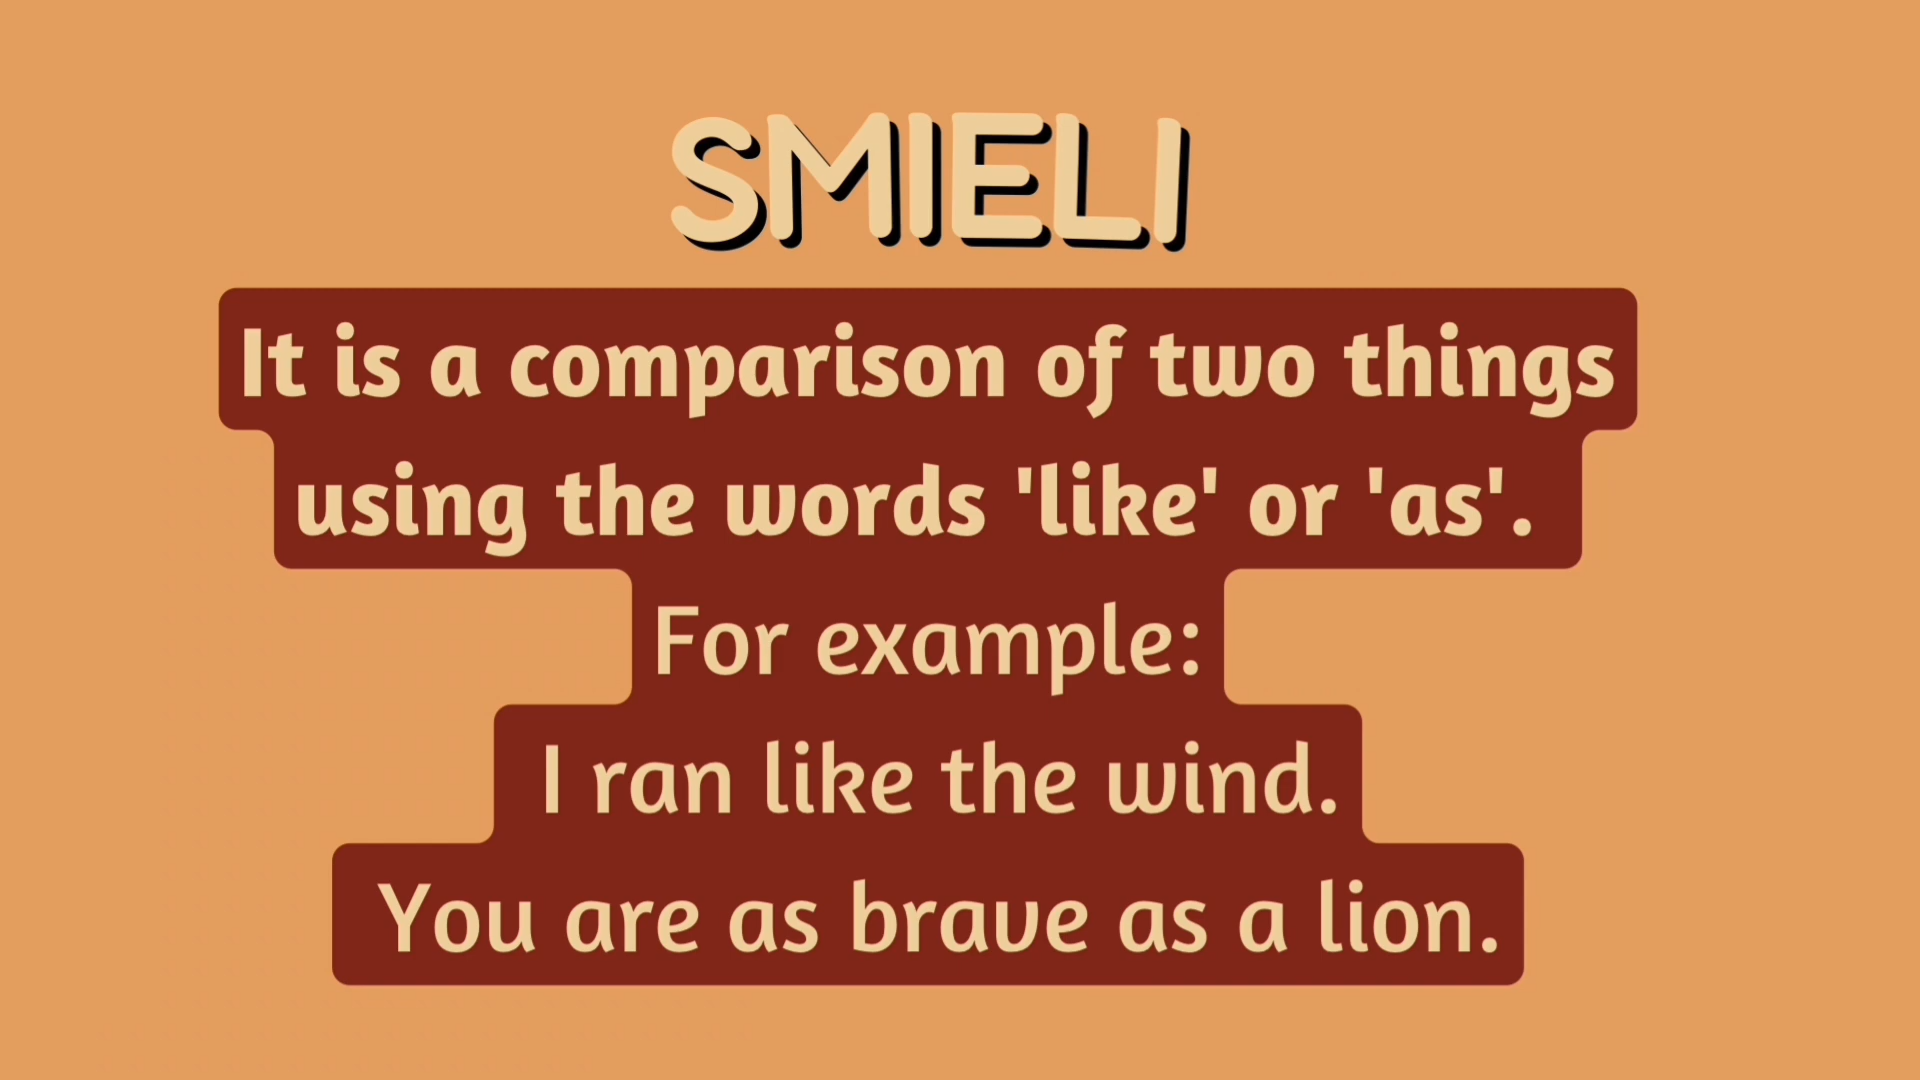 SMIELI
It is a comparison of two things
using the words 'like' or 'as'.
For example:
I ran like the wind.
You are as brave as a lion.